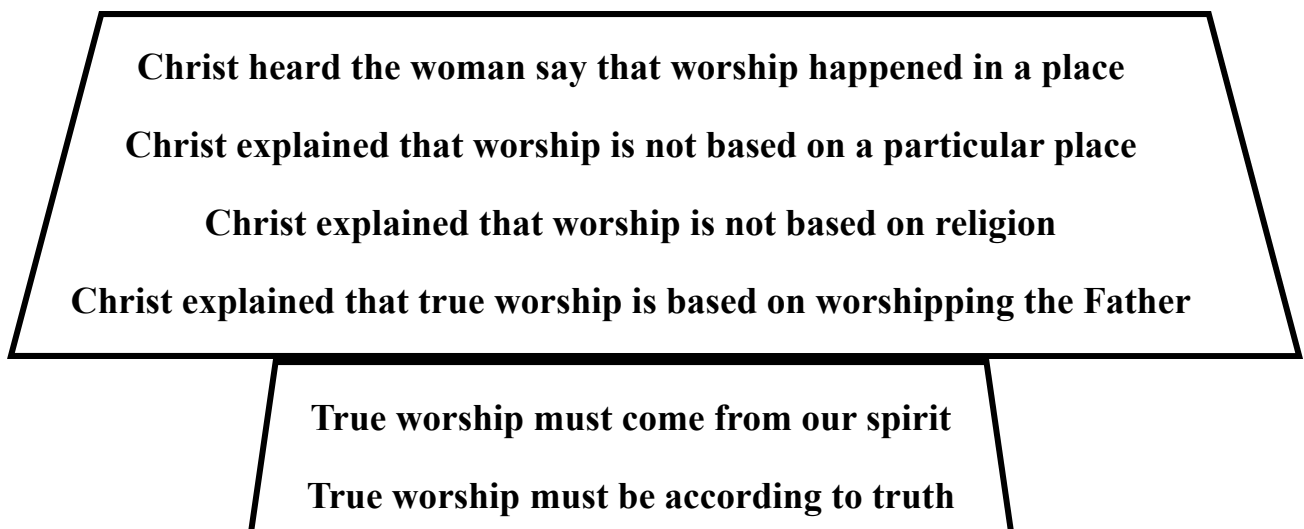 Christ heard the woman say that worship happened in a place
Christ explained that worship is not based on a particular place
Christ explained that worship is not based on religion
Christ explained that true worship is based on worshipping the Father
True worship must come from our spirit
True worship must be according to truth